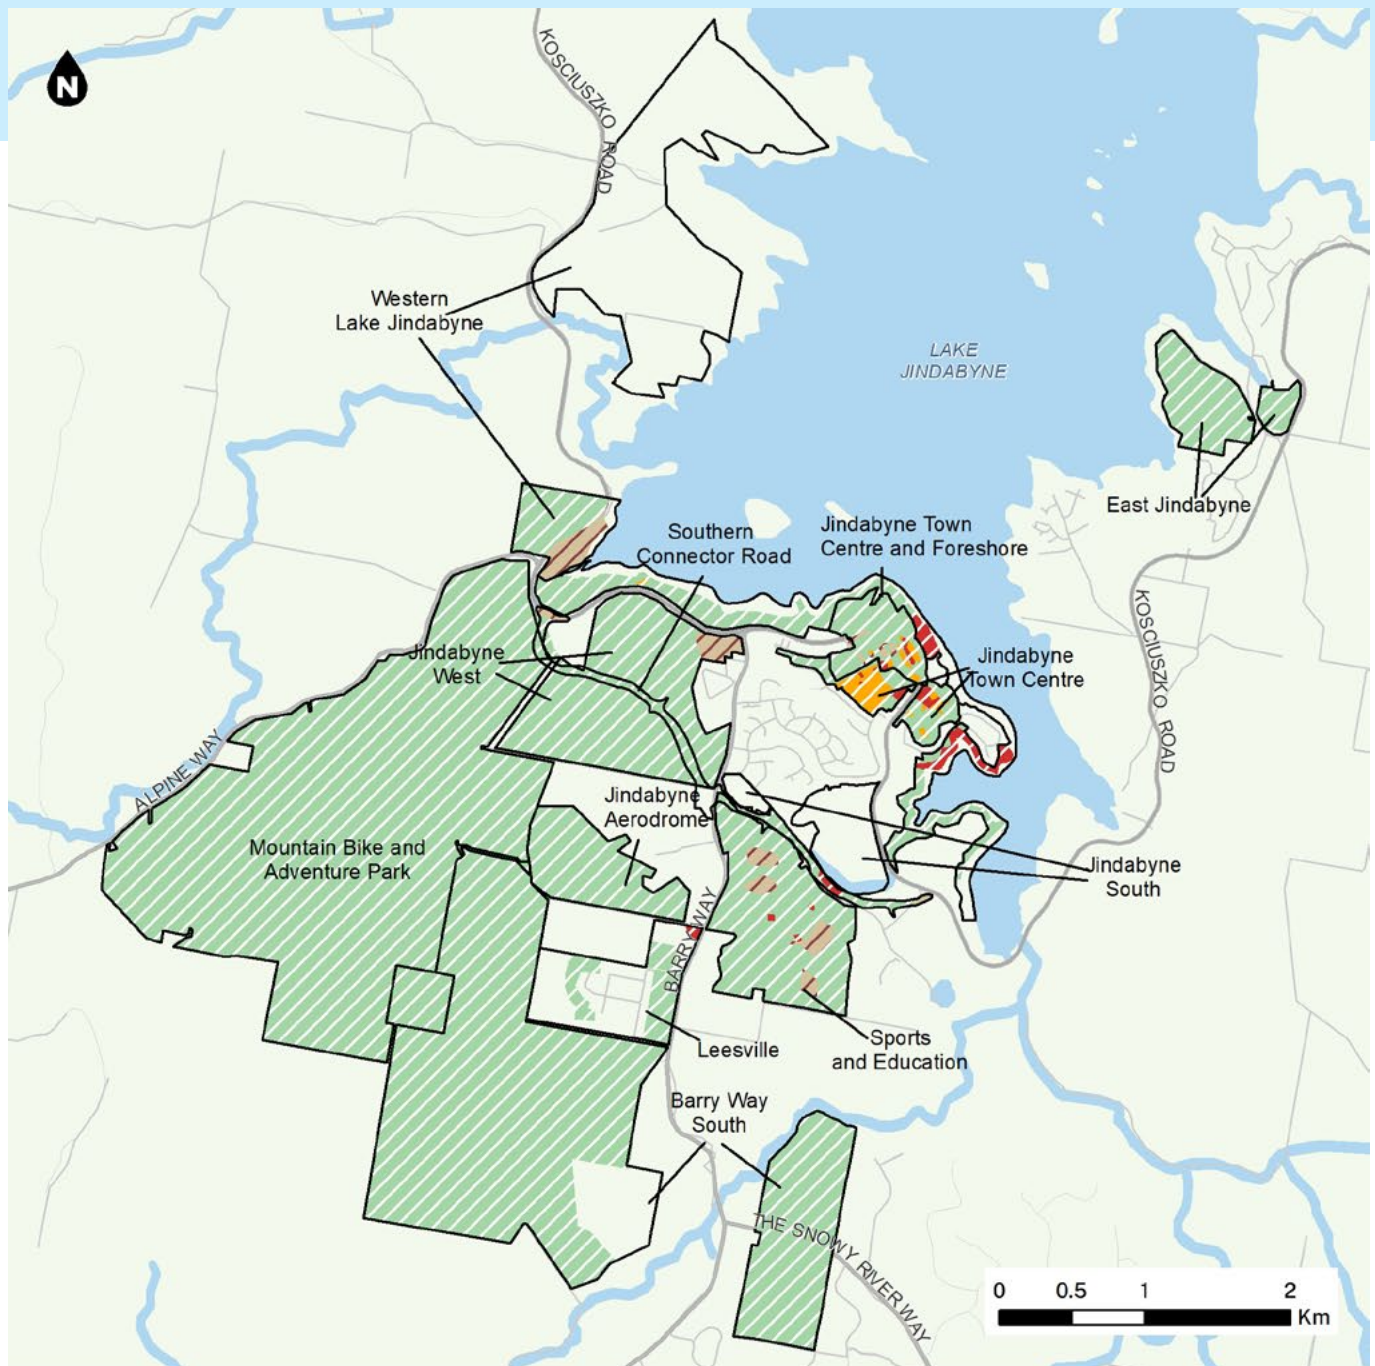 N
KOSCIUSZKO ROAD
Western
Lake Jindabyne
LAKE
JINDABYNE
East Jindabyne
Southern
Connector Road
Jindabyne Town
Centre and Foreshore
KOSCIUSZKO ROAD
Jindabyne
West
Jindabyne
Town Centre
ALPINE WAY
Jindabyne
Aerodrome
Mountain Bike and
Adventure Park
Jindabyne
South
BARRY WAY
Leesville
Sports
and Education
Barry Way
South
THE SNOWY RIVER WAY
0 0.5 1 2
Km